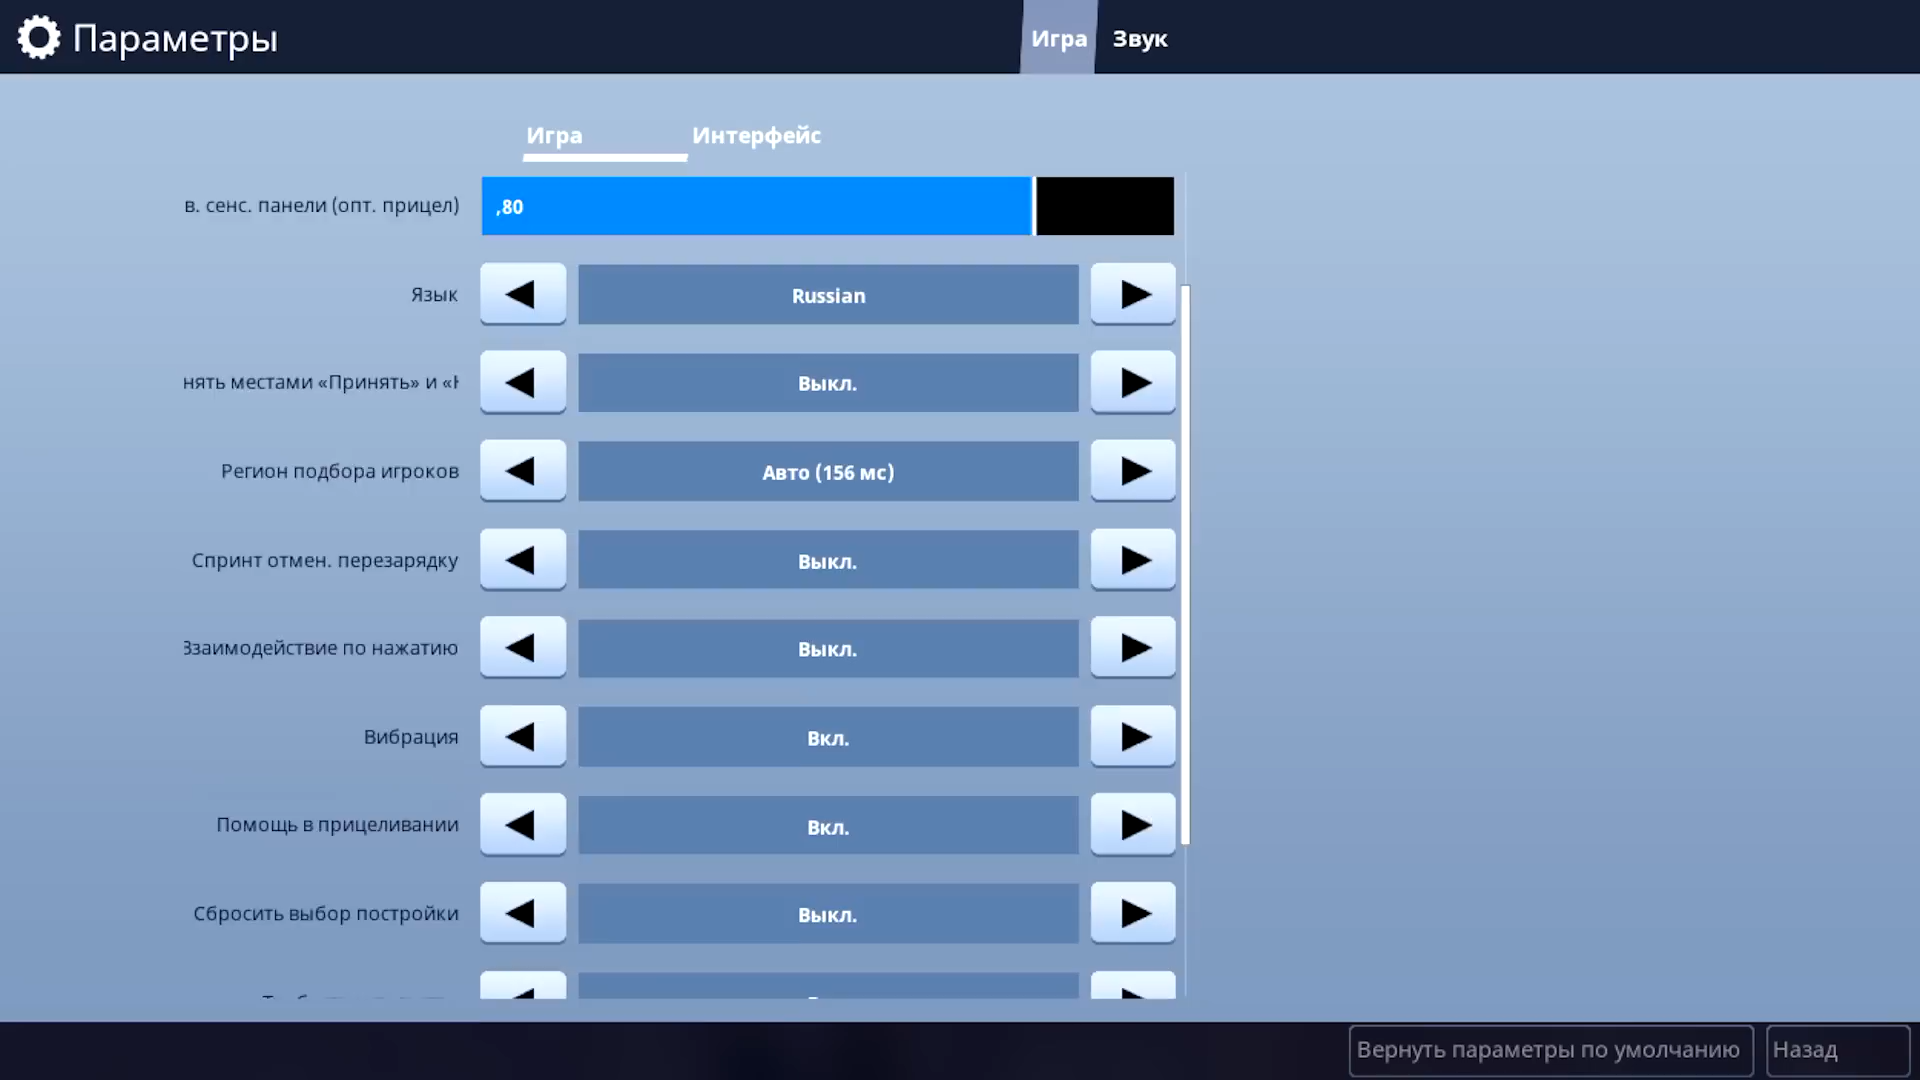 Параметры
Игра
Звук
Игра
Интерфейс
в. сенс. панели (опт. прицел)
,80
Язык
Russian
нять местами «Принять» и «
Выкл.
Регион подбора игроков
Авто (156 мс)
Спринт отмен. перезарядку
Выкл.
Взаимодействие по нажатию
Выкл.
Вибрация
Вкл.
Помощь в прицеливании
Вкл.
Сбросить выбор постройки
Выкл.
Вернуть параметры по умолчанию
Назад